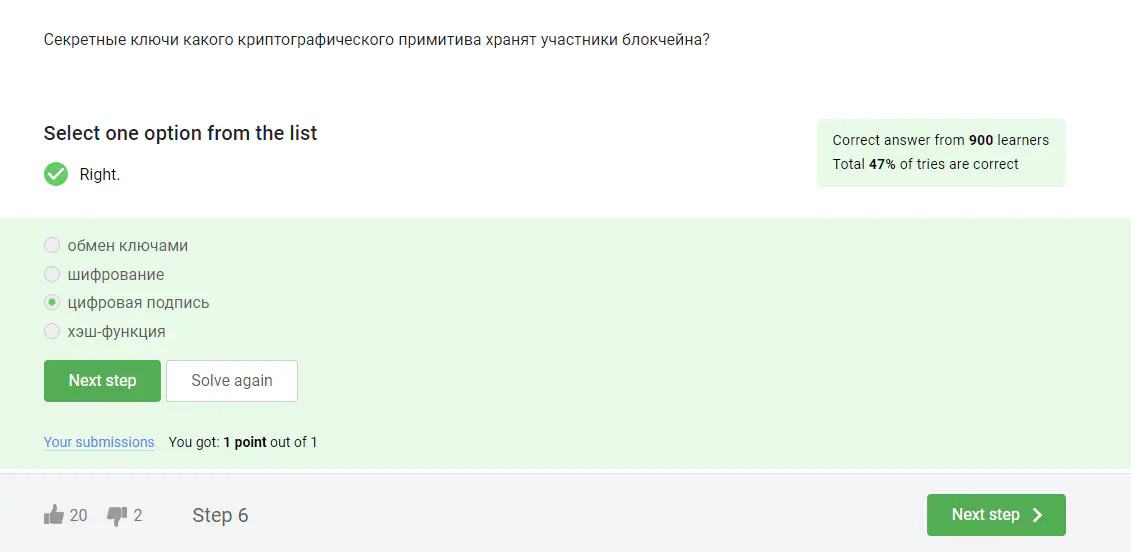 Секретные ключи какого криптографического примитива хранят участники блокчейна?
Select one option from the list
Correct answer from 900 learners
Total 47% of tries are correct
Right.
обмен ключами
шифрование
цифровая подпись
хэш-функция
Next step
Solve again
Your submissions You got: 1 point out of 1
20 2 Step 6
Next step